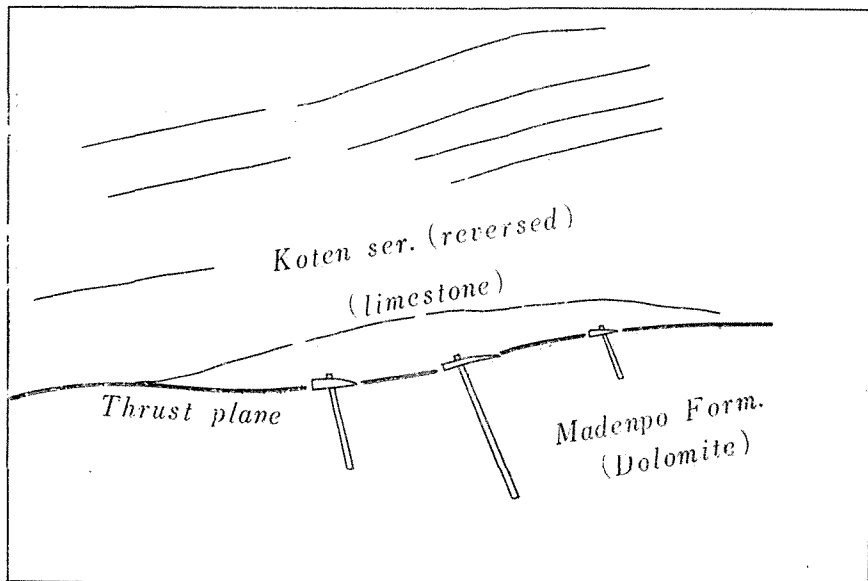 Koten ser. (reversed)
(limestone)
Thrust plane
Madenpo Form.
(Dolomite)